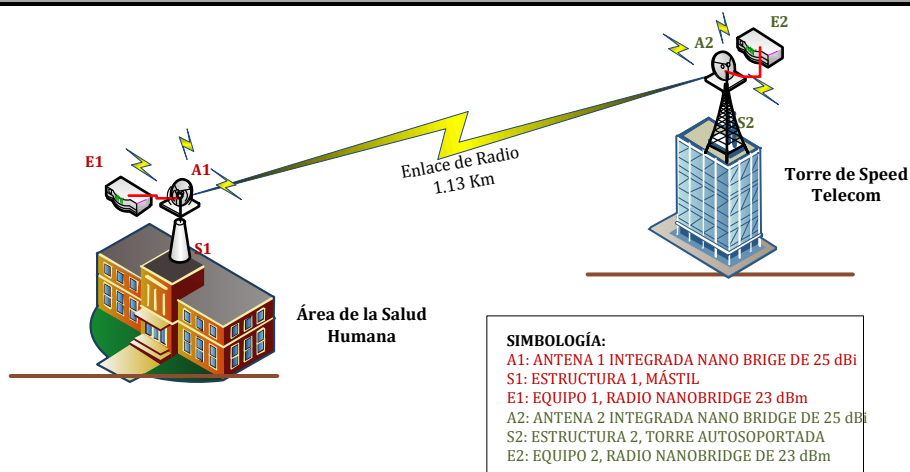 E2
A2
S2
Enlace de Radio
1.13 Km
E1
A1
S1
Torre de Speed
Telecom
Área de la Salud
Humana
SIMBOLOGÍA:
A1: ANTENA 1 INTEGRADA NANO BRIGE DE 25 dBi
S1: ESTRUCTURA 1, MÁSTIL
E1: EQUIPO 1, RADIO NANOBRIDGE 23 dBm
A2: ANTENA 2 INTEGRADA NANO BRIDGE DE 25 dBi
S2: ESTRUCTURA 2, TORRE AUTOSOPORTADA
E2: EQUIPO 2, RADIO NANOBRIDGE DE 23 dBm